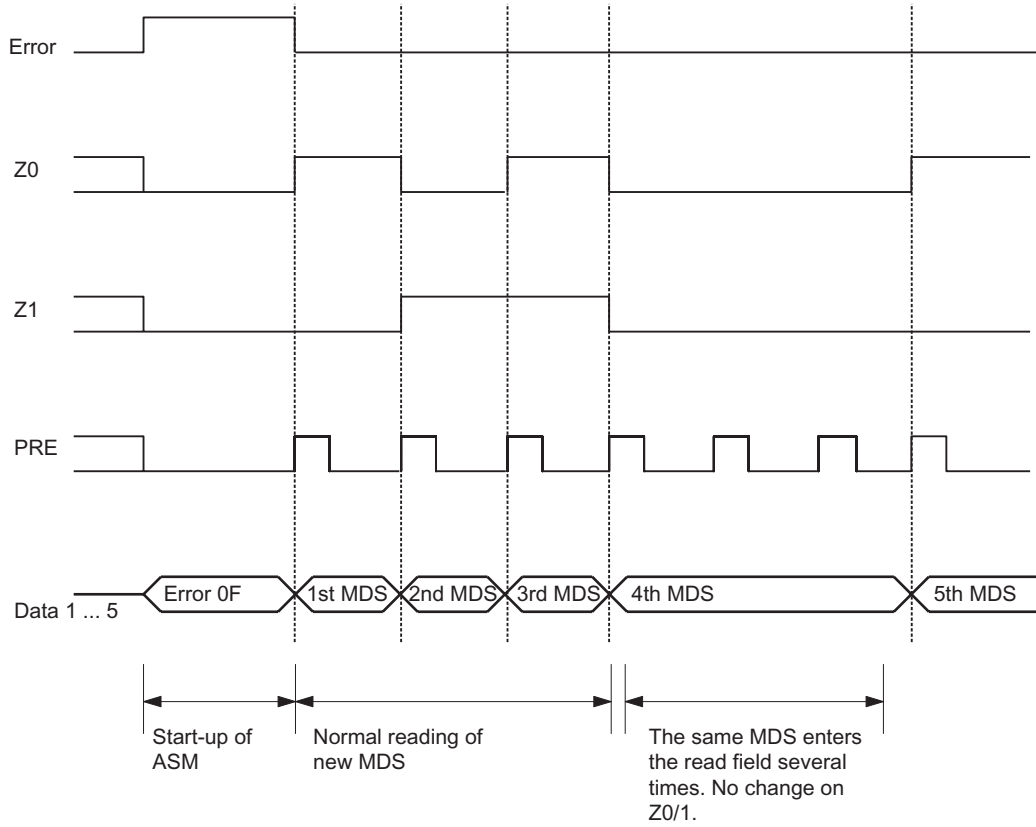 Error
Z0
Z1
PRE
Data 1 ... 5
Error 0F
1st MDS
2nd MDS
3rd MDS
4th MDS
5th MDS
Start-up of
ASM
Normal reading of
new MDS
The same MDS enters
the read field several
times. No change on
Z0/1.